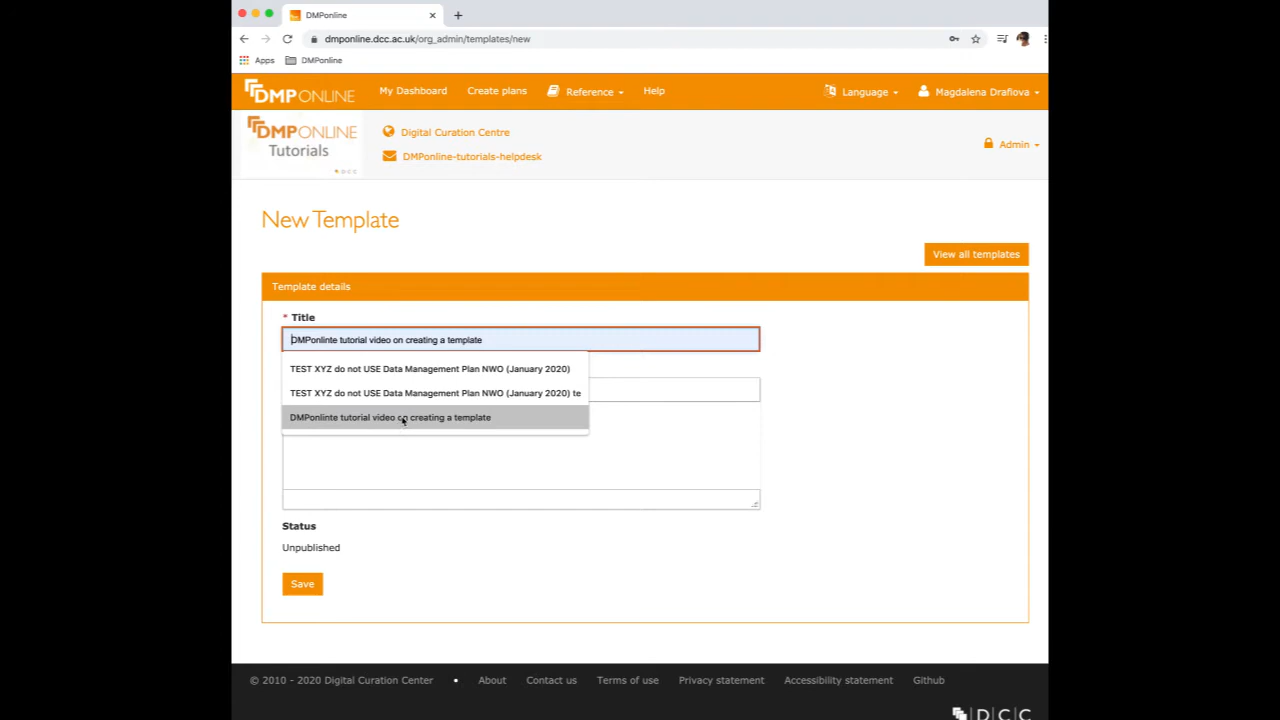 DMPonline
dmponline.dcc.ac.uk/org_admin/templates/new
Apps DMPonline
DMPONLINE My Dashboard Create plans Reference Help Language Magdalena Drafiova
DMPONLINE
Tutorials
DCC
Digital Curation Centre
DMPonline-tutorials-helpdesk
Admin
New Template
View all templates
Template details
* Title
DMPonlinte tutorial video on creating a template
TEST XYZ do not USE Data Management Plan NWO (January 2020)
TEST XYZ do not USE Data Management Plan NWO (January 2020) te
DMPonlinte tutorial video on creating a template
Status
Unpublished
Save
© 2010 - 2020 Digital Curation Centre • About Contact us Terms of use Privacy statement Accessibility statement Github
DCC